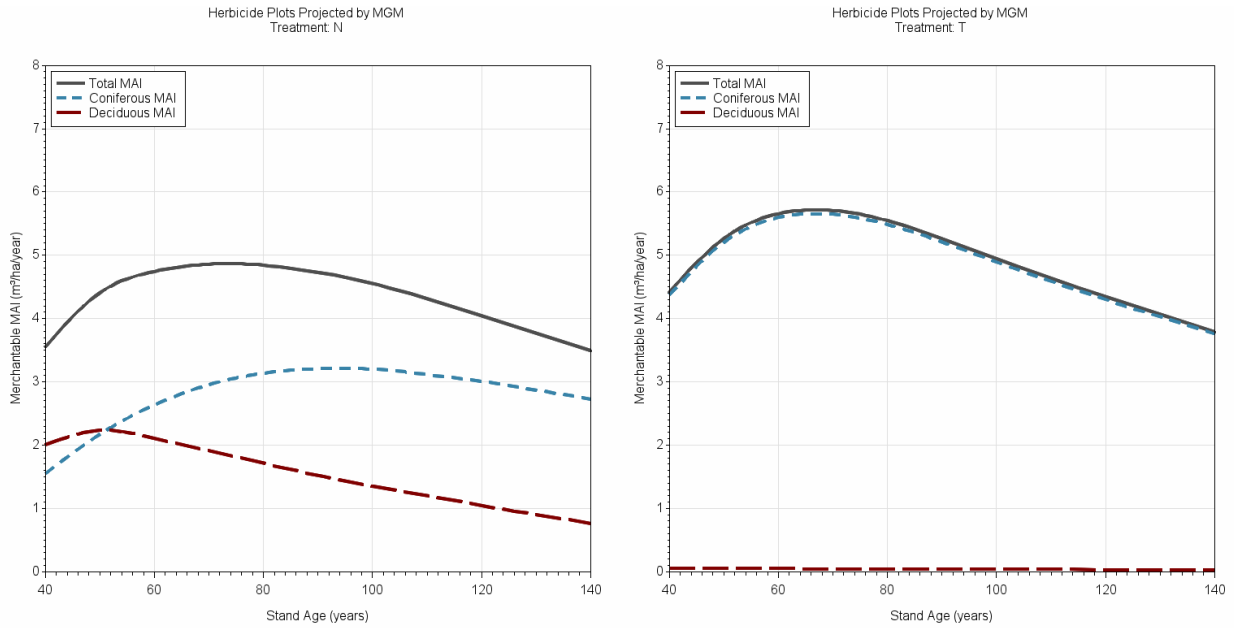 Herbicide Plots Projected by MGM
Treatment: N
8
7
6
5
4
3
2
1
0
Merchantable MAI (m³/ha/year)
Total MAI
Coniferous MAI
Deciduous MAI
40 60 80 100 120 140
Stand Age (years)
Herbicide Plots Projected by MGM
Treatment: T
8
7
6
5
4
3
2
1
0
Merchantable MAI (m³/ha/year)
Total MAI
Coniferous MAI
Deciduous MAI
40 60 80 100 120 140
Stand Age (years)